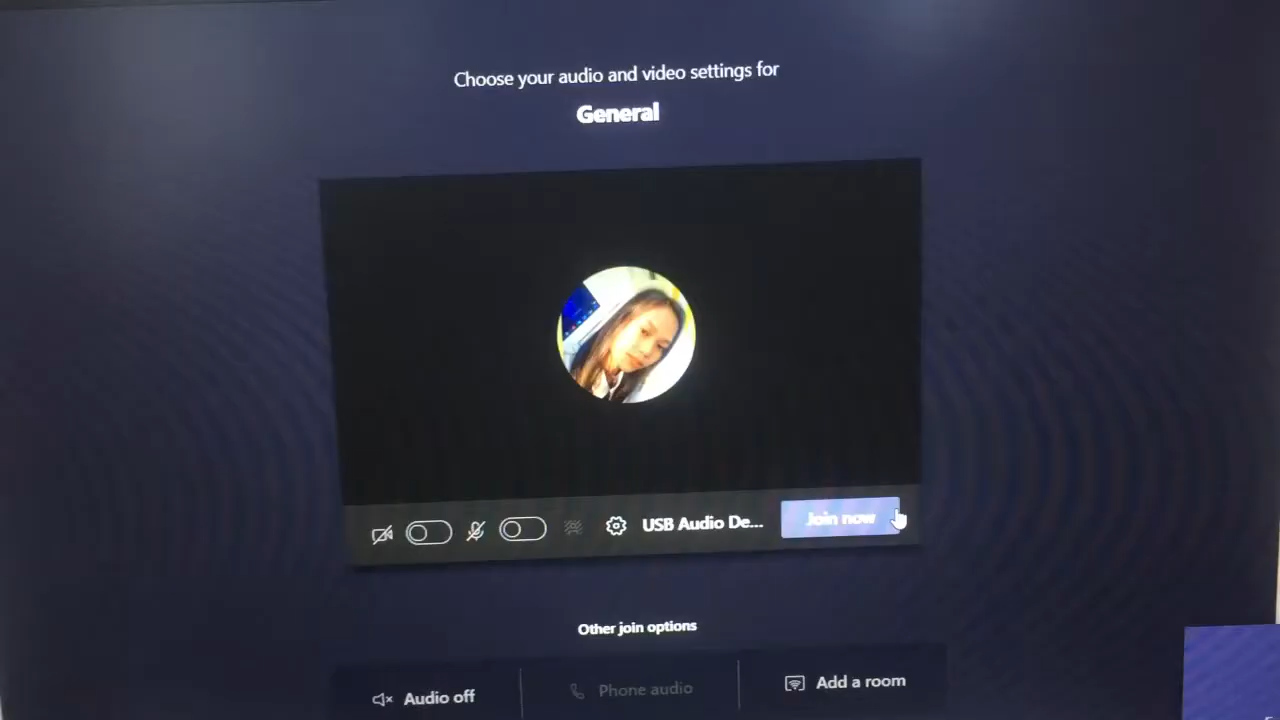 Choose your audio and video settings for
General
USB Audio De...
Join now
Other join options
Audio off
Phone audio
Add a room